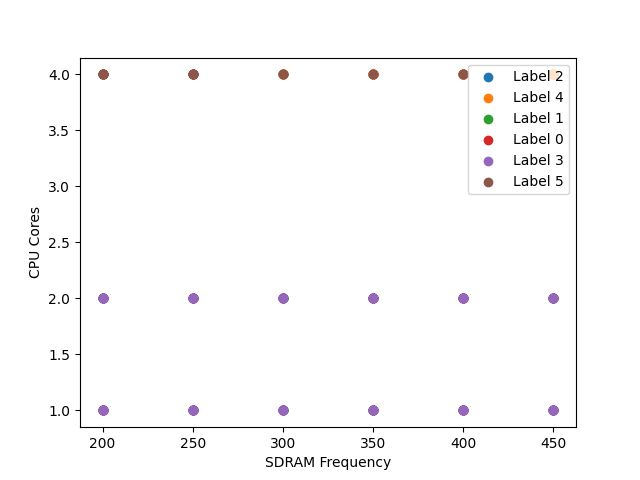 4.0
3.5
3.0
2.5
2.0
1.5
1.0
CPU Cores
Label 2
Label 4
Label 1
Label 0
Label 3
Label 5
200 250 300 350 400 450
SDRAM Frequency